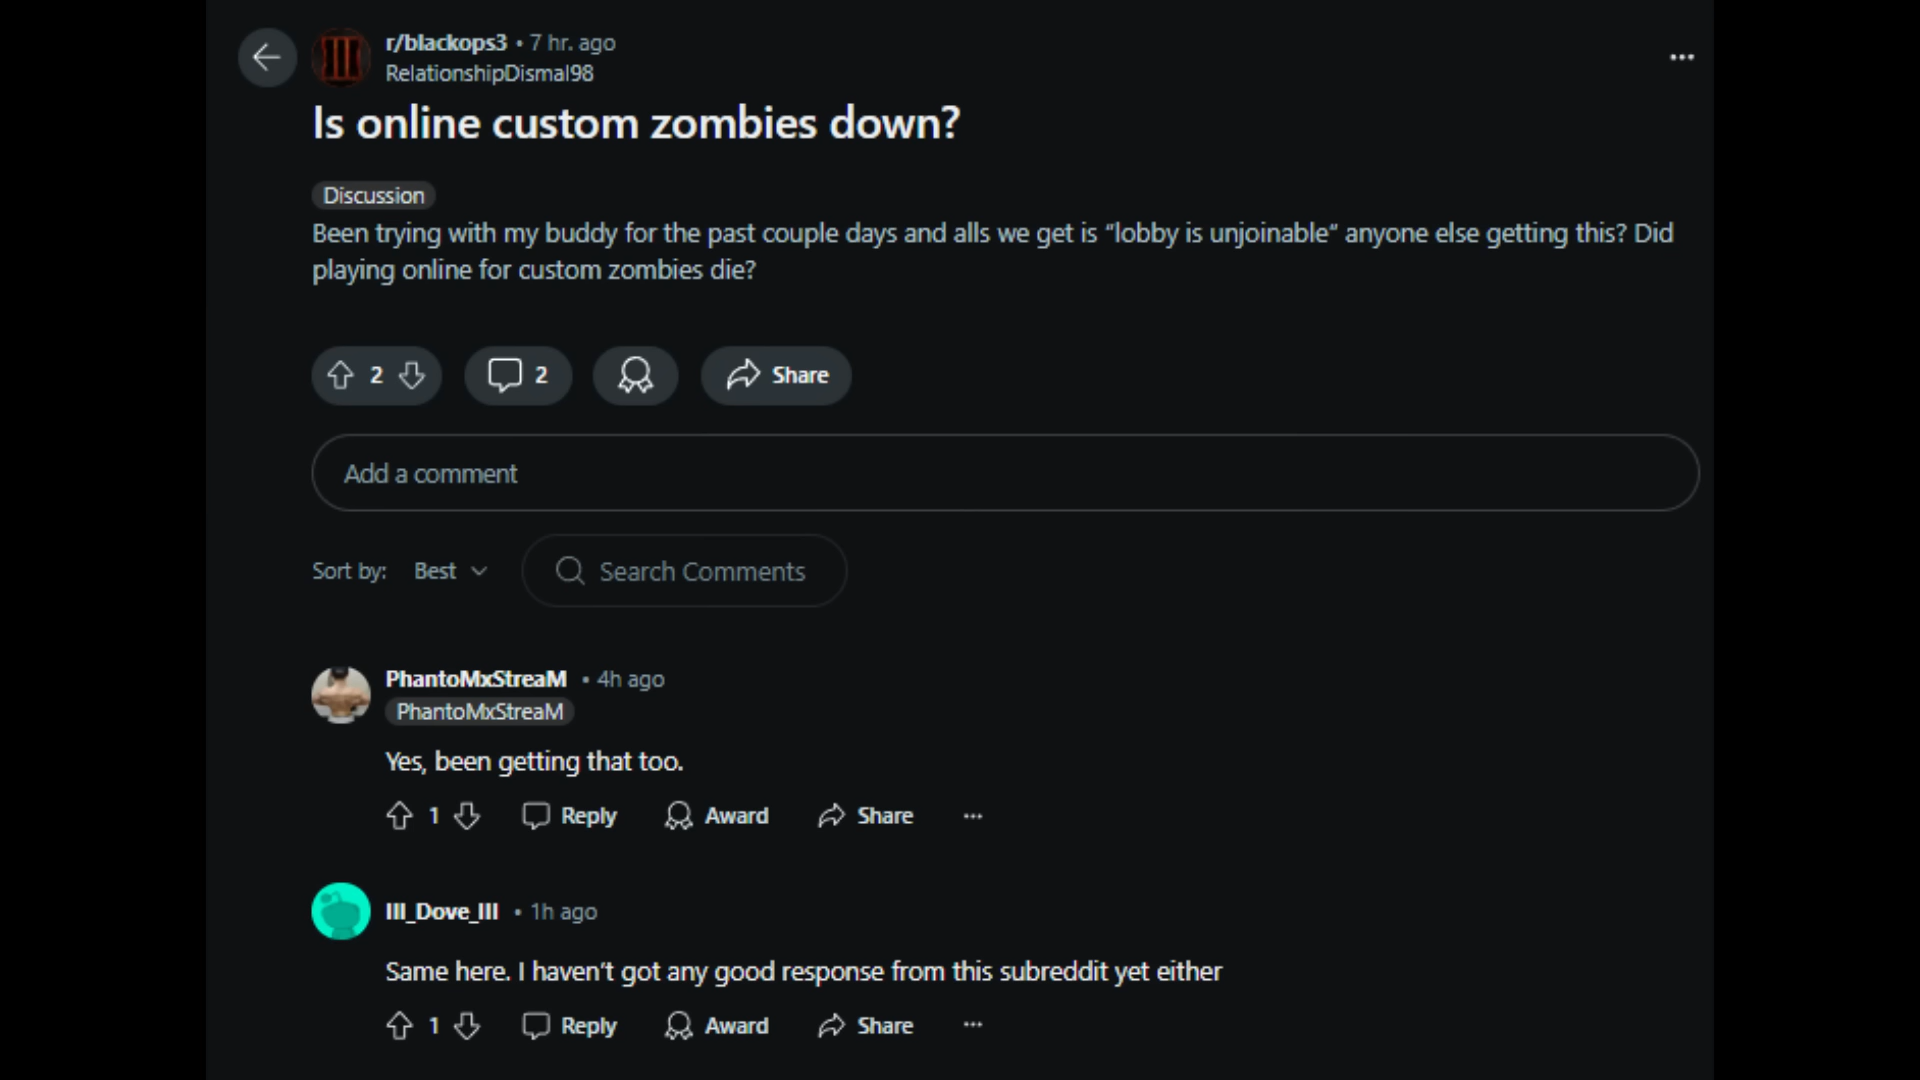 r/blackops3 • 7 hr. ago
RelationshipDismal98
Is online custom zombies down?
Discussion
Been trying with my buddy for the past couple days and alls we get is “lobby is unjoinable” anyone else getting this? Did
playing online for custom zombies die?
2 2 Share
Add a comment
Sort by: Best Search Comments
PhantoMxStreaM • 4h ago
PhantoMxStreaM
Yes, been getting that too.
1 Reply Award Share
III_Dove_III • 1h ago
Same here. I haven't got any good response from this subreddit yet either
1 Reply Award Share